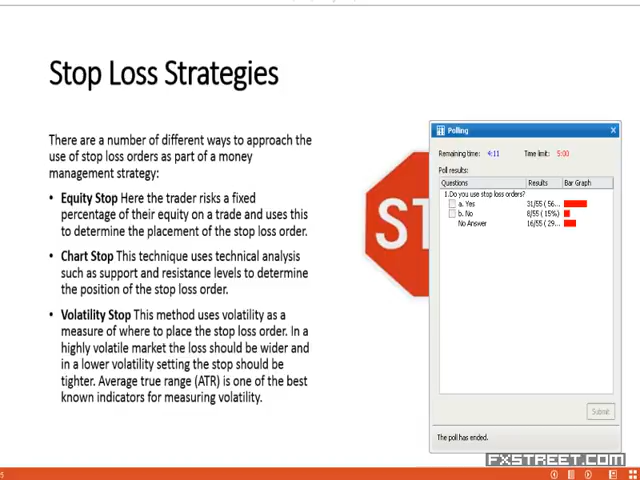 Stop Loss Strategies
There are a number of different ways to approach the
use of stop loss orders as part of a money
management strategy:
• Equity Stop Here the trader risks a fixed
percentage of their equity on a trade and uses this
to determine the placement of the stop loss order.
• Chart Stop This technique uses technical analysis
such as support and resistance levels to determine
the position of the stop loss order.
• Volatility Stop This method uses volatility as a
measure of where to place the stop loss order. In a
highly volatile market the loss should be wider and
in a lower volatility setting the stop should be
tighter. Average true range (ATR) is one of the best
known indicators for measuring volatility.
ST
Polling
Remaining time: 4:11 Time limit: 5:00
Poll results:
Questions Results Bar Graph
1.Do you use stop loss orders?
a. Yes 31/55 ( 56...
b. No 8/55 ( 15%)
No Answer 16/55 ( 29...
Submit
The poll has ended.
FXSTREET.COM